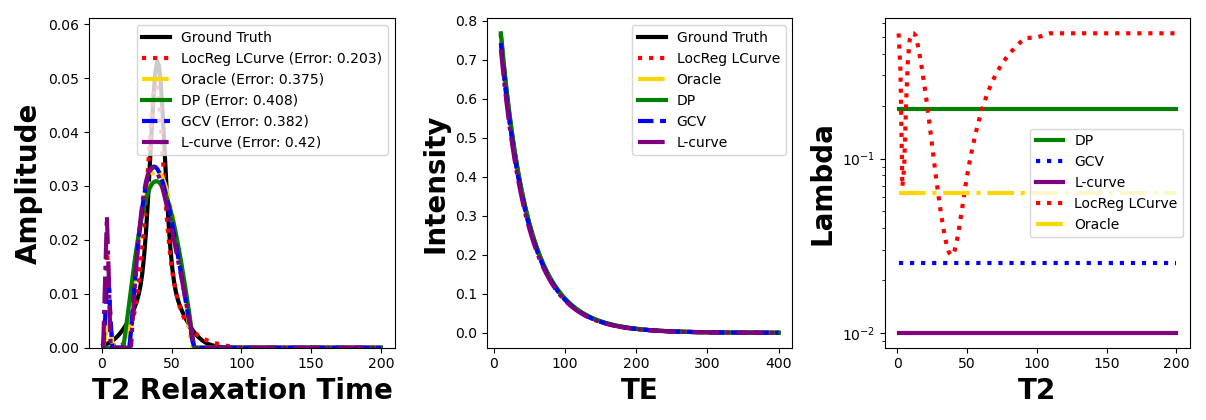 0.06
0.05
0.04
0.03
0.02
0.01
0.00
Amplitude
Ground Truth
LocReg LCurve (Error: 0.203)
Oracle (Error: 0.375)
DP (Error: 0.408)
GCV (Error: 0.382)
L-curve (Error: 0.42)
0 50 100 150 200
T2 Relaxation Time
0.8
0.7
0.6
0.5
0.4
0.3
0.2
0.1
0.0
Intensity
Ground Truth
LocReg LCurve
Oracle
DP
GCV
L-curve
0 100 200 300 400
TE
10⁻¹
10⁻²
Lambda
DP
GCV
L-curve
LocReg LCurve
Oracle
0 50 100 150 200
T2